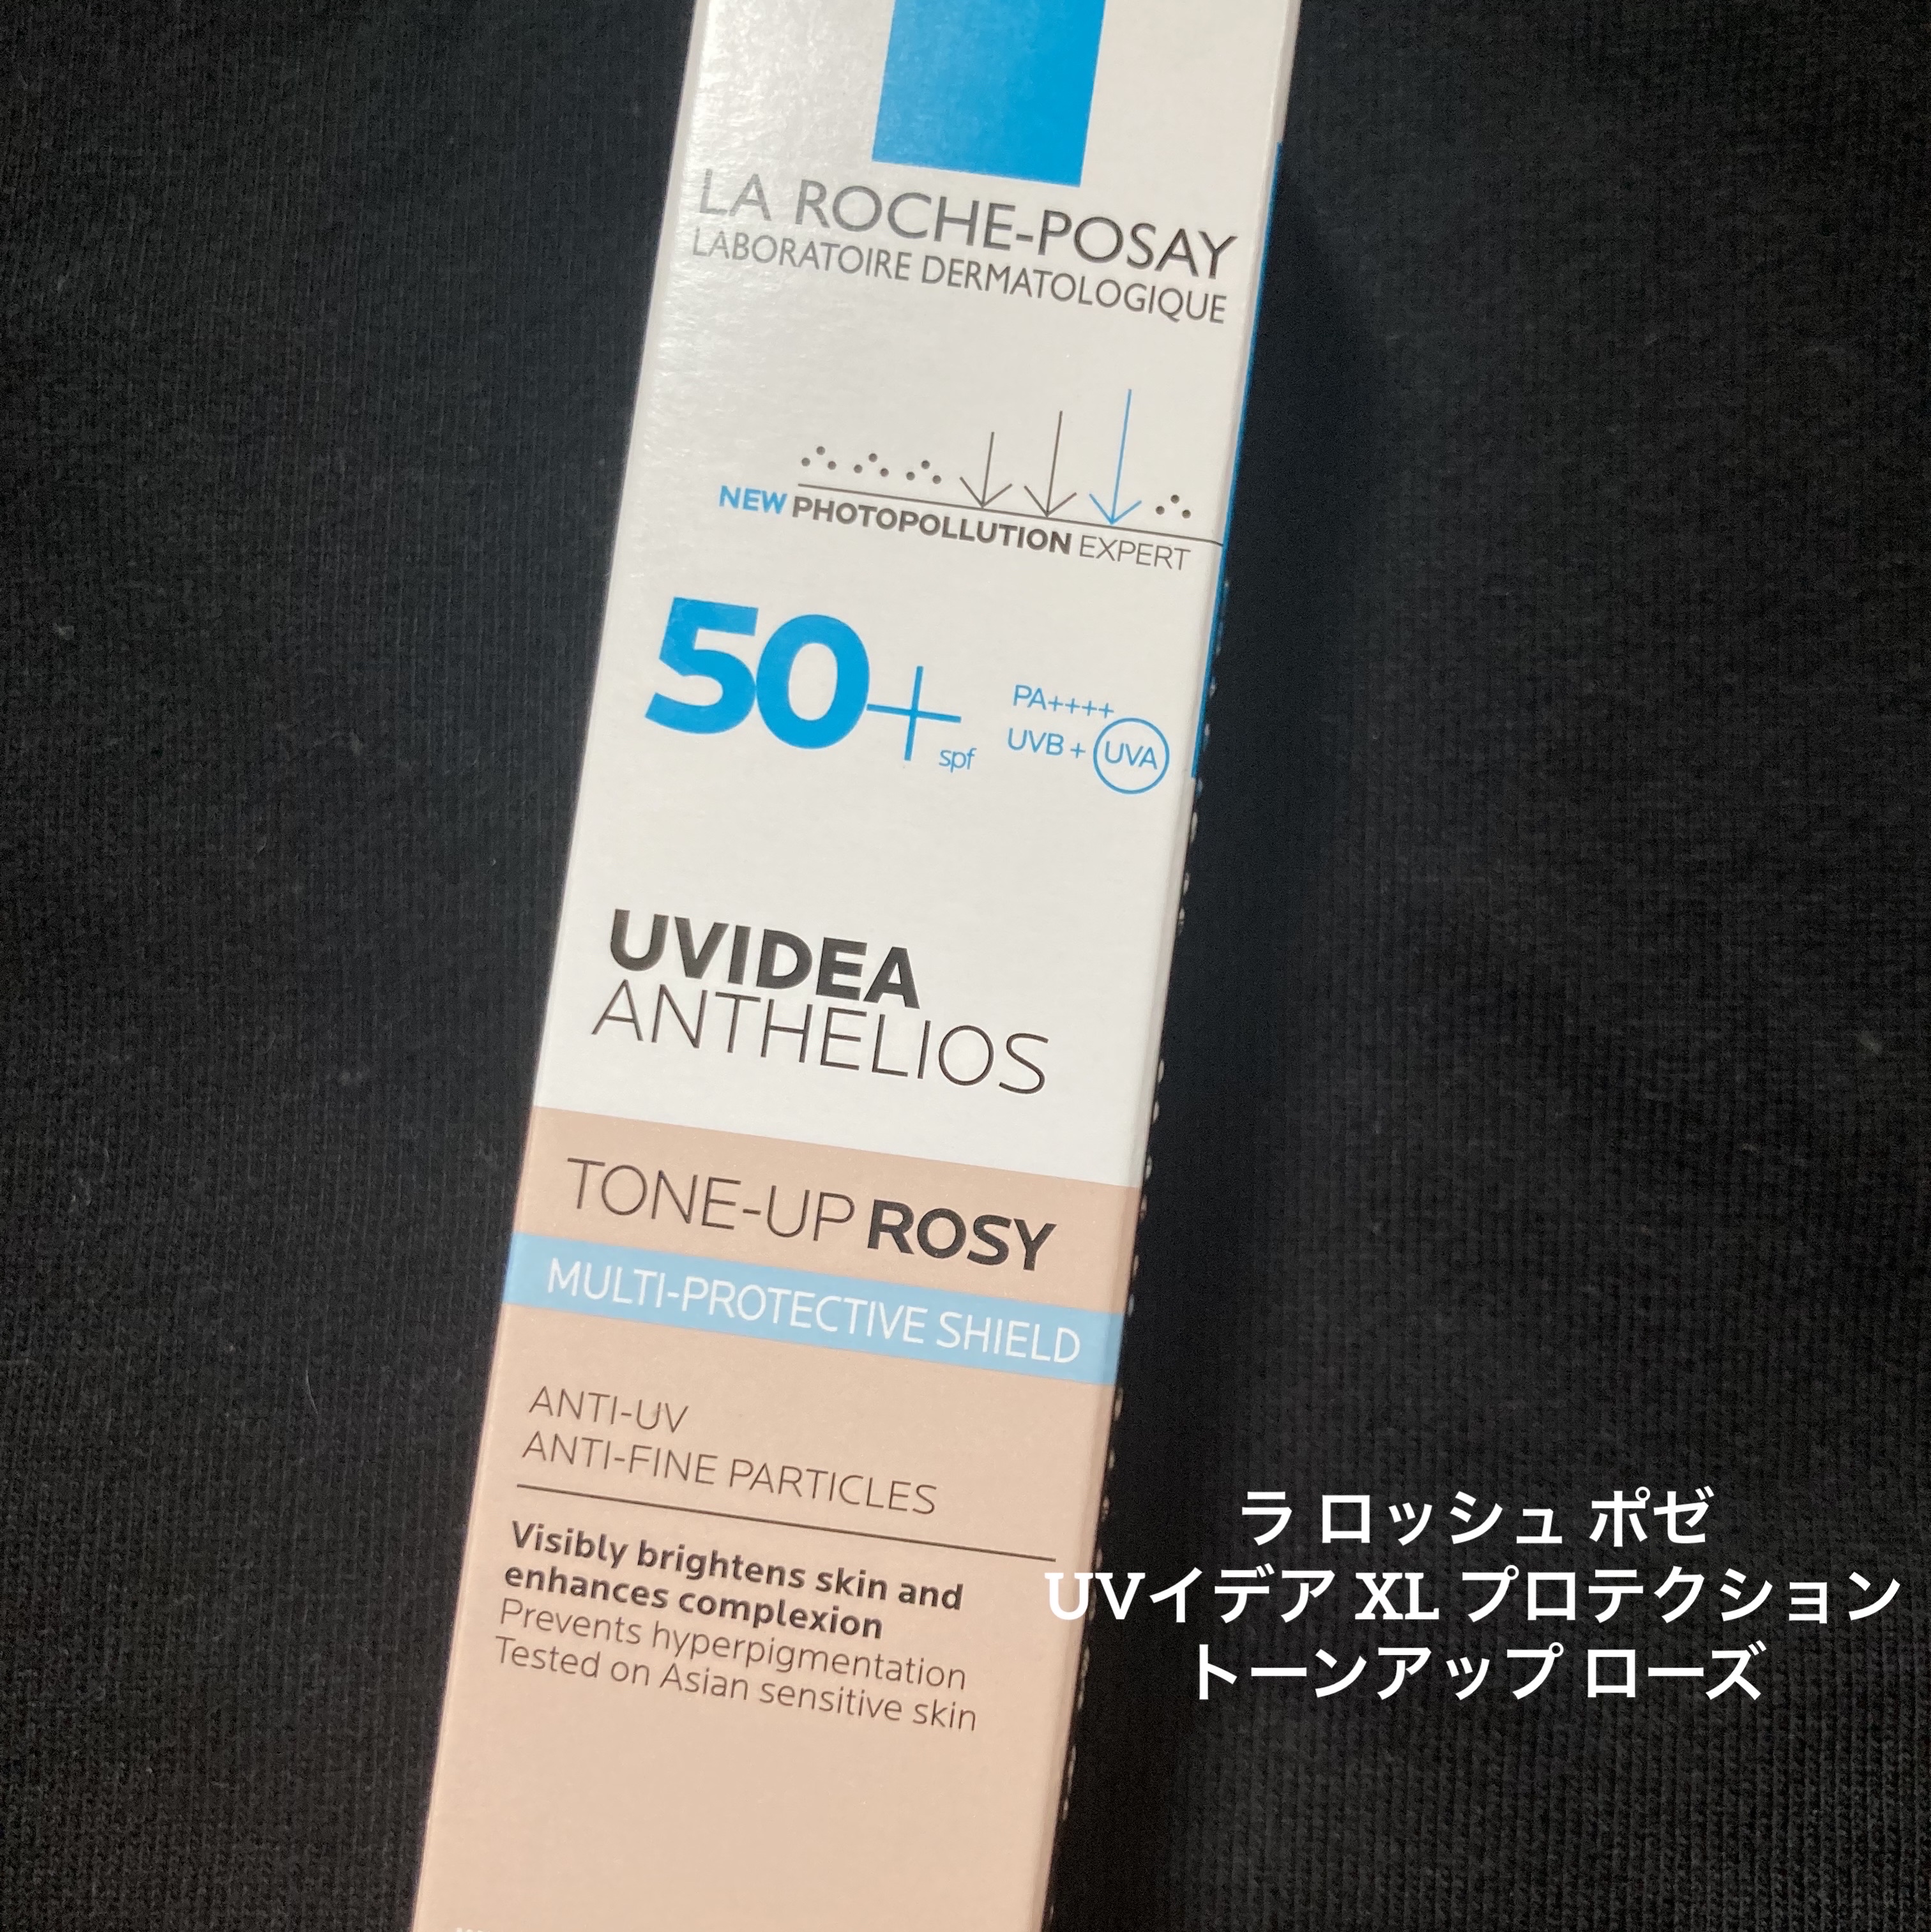 LA ROCHE-POSAY
LABORATOIRE DERMATOLOGIQUE
NEW PHOTOPOLLUTION EXPERT
50+ spf
PA++++
UVB + UVA
UVIDEA
ANTHELIOS
TONE-UP ROSY
MULTI-PROTECTIVE SHIELD
ANTI-UV
ANTI-FINE PARTICLES
Visibly brightens skin and
enhances complexion
Prevents hyperpigmentation
Tested on Asian sensitive skin
ラ ロッシュ ポゼ
UVイデア XL プロテクション
トーンアップ ローズ